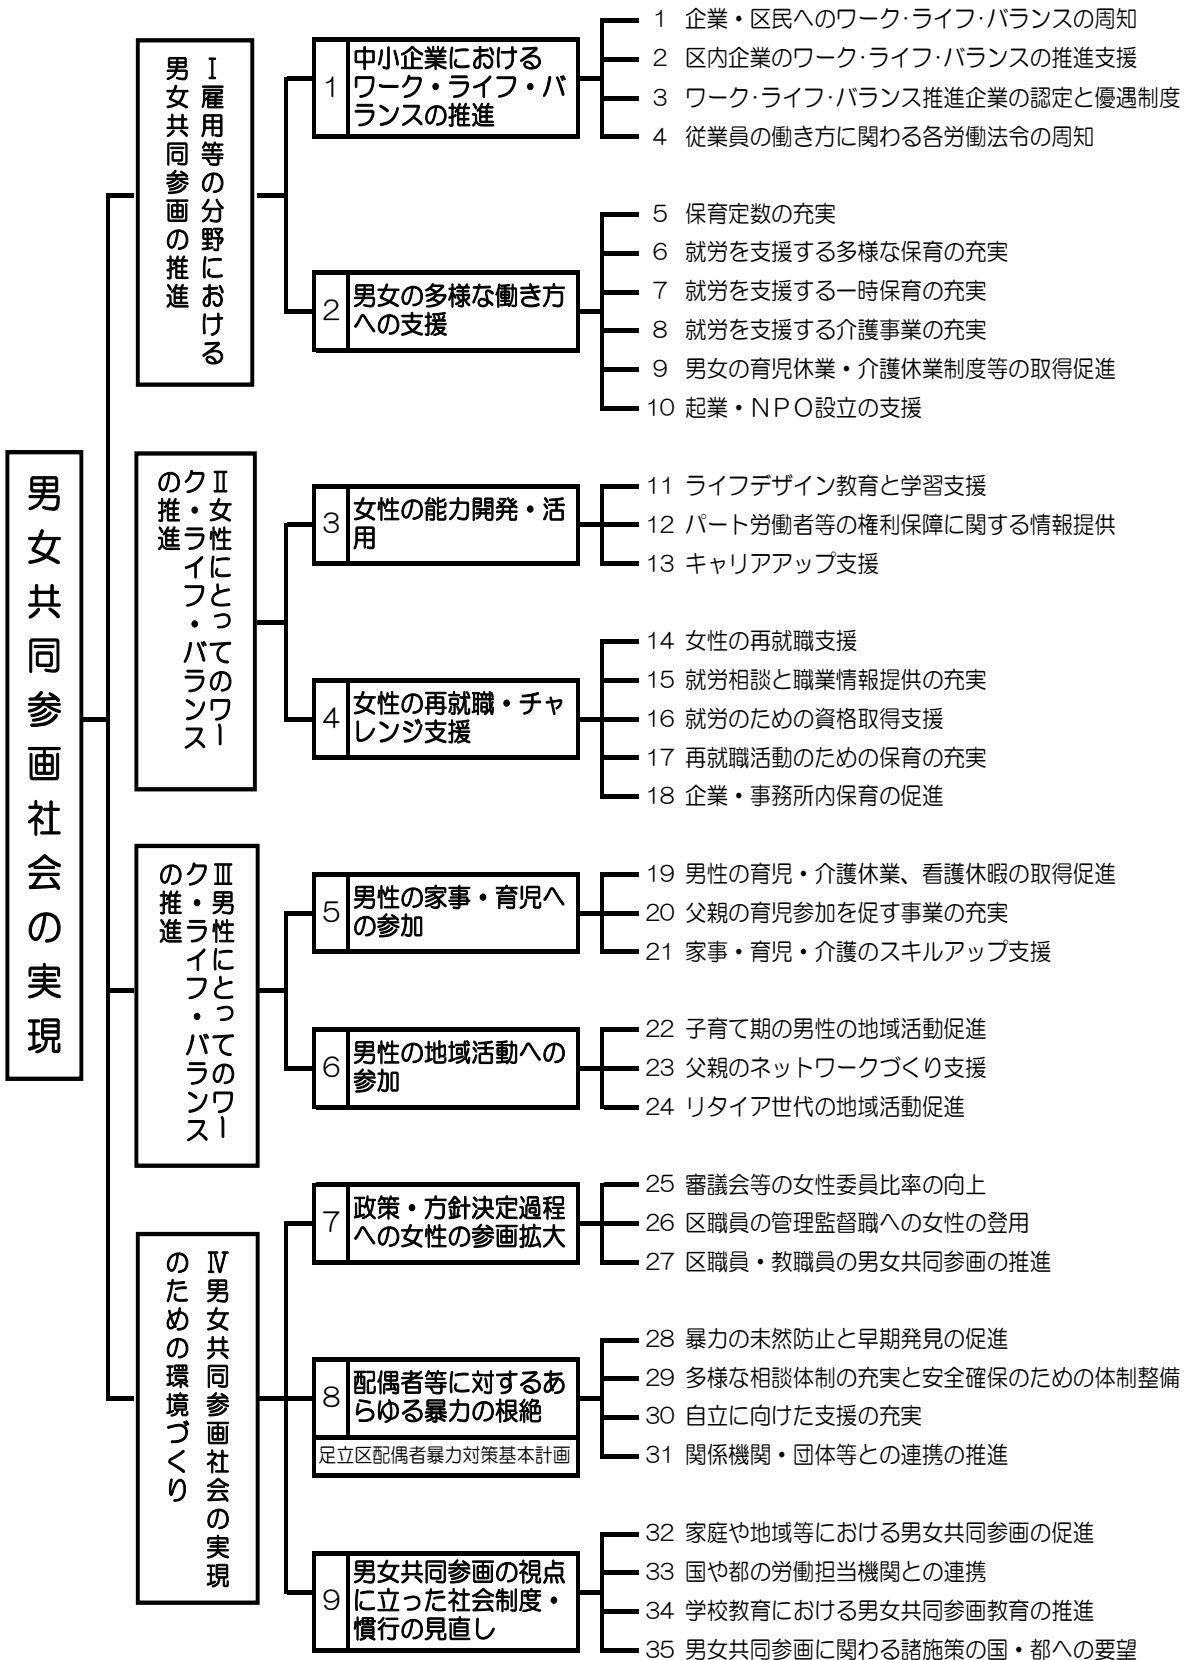 男女共同参画社会の実現
Ⅰ雇用等の分野における
男女共同参画の推進
1
中小企業における
ワーク・ライフ・バ
ランスの推進
1 企業・区民へのワーク・ライフ・バランスの周知
2 区内企業のワーク・ライフ・バランスの推進支援
3 ワーク・ライフ・バランス推進企業の認定と優遇制度
4 従業員の働き方に関わる各労働法令の周知
2
男女の多様な働き方
への支援
5 保育定数の充実
6 就労を支援する多様な保育の充実
7 就労を支援する一時保育の充実
8 就労を支援する介護事業の充実
9 男女の育児休業・介護休業制度等の取得促進
10 起業・NPO設立の支援
Ⅱ女性にとってのワー
ク・ライフ・バランス
の推進
3
女性の能力開発・活
用
11 ライフデザイン教育と学習支援
12 パート労働者等の権利保障に関する情報提供
13 キャリアアップ支援
4
女性の再就職・チャ
レンジ支援
14 女性の再就職支援
15 就労相談と職業情報提供の充実
16 就労のための資格取得支援
17 再就職活動のための保育の充実
18 企業・事務所内保育の促進
Ⅲ男性にとってのワー
ク・ライフ・バランス
の推進
5
男性の家事・育児へ
の参加
19 男性の育児・介護休業、看護休暇の取得促進
20 父親の育児参加を促す事業の充実
21 家事・育児・介護のスキルアップ支援
6
男性の地域活動への
参加
22 子育て期の男性の地域活動促進
23 父親のネットワークづくり支援
24 リタイア世代の地域活動促進
Ⅳ男女共同参画社会の実現
のための環境づくり
7
政策・方針決定過程
への女性の参画拡大
25 審議会等の女性委員比率の向上
26 区職員の管理監督職への女性の登用
27 区職員・教職員の男女共同参画の推進
8
配偶者等に対するあ
らゆる暴力の根絶
足立区配偶者暴力対策基本計画
28 暴力の未然防止と早期発見の促進
29 多様な相談体制の充実と安全確保のための体制整備
30 自立に向けた支援の充実
31 関係機関・団体等との連携の推進
9
男女共同参画の視点
に立った社会制度・
慣行の見直し
32 家庭や地域等における男女共同参画の促進
33 国や都の労働担当機関との連携
34 学校教育における男女共同参画教育の推進
35 男女共同参画に関わる諸施策の国・都への要望